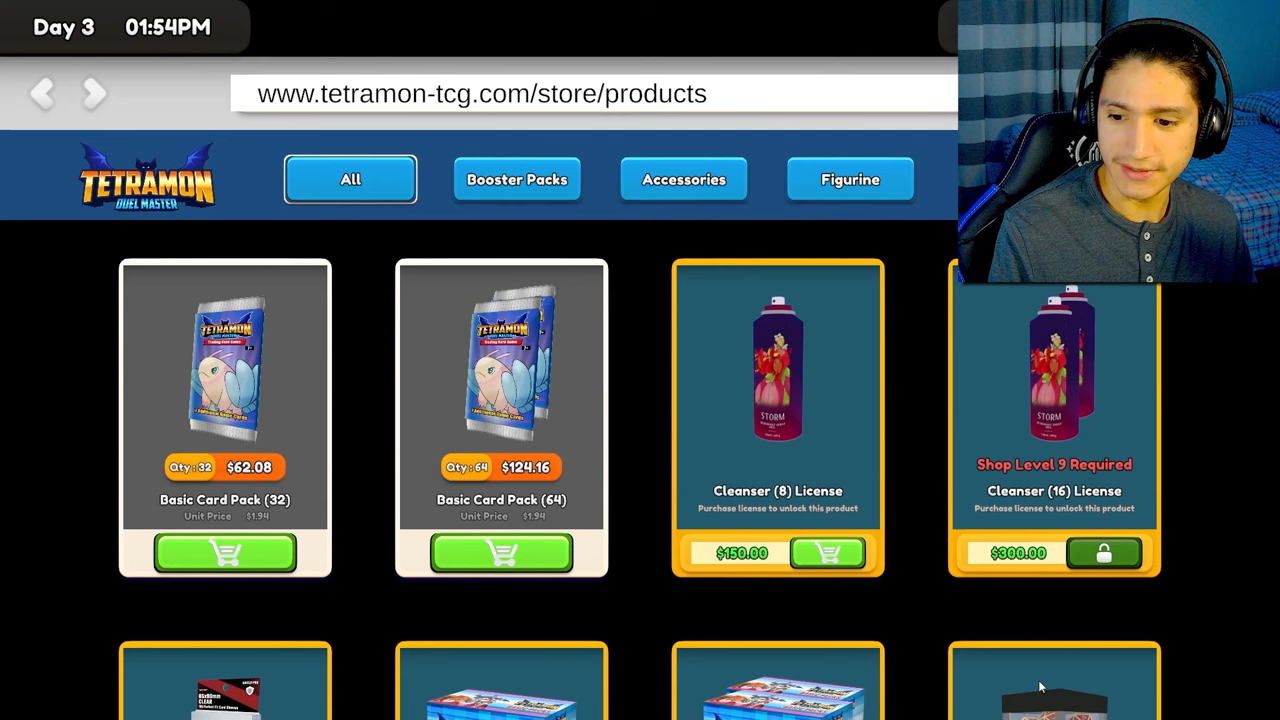 Day 3 01:54PM
www.tetramon-tcg.com/store/products
TETRAMON
DUEL MASTER
All
Booster Packs
Accessories
Figurine
TETRAMON
TETRAMON
STORM
STORM
Qty : 32 $62.08
Qty : 64 $124.16
Shop Level 9 Required
Basic Card Pack (32)
Unit Price $1.94
Basic Card Pack (64)
Unit Price $1.94
Cleanser (8) License
Purchase license to unlock this product
Cleanser (16) License
Purchase license to unlock this product
$150.00
$300.00
CLEAR